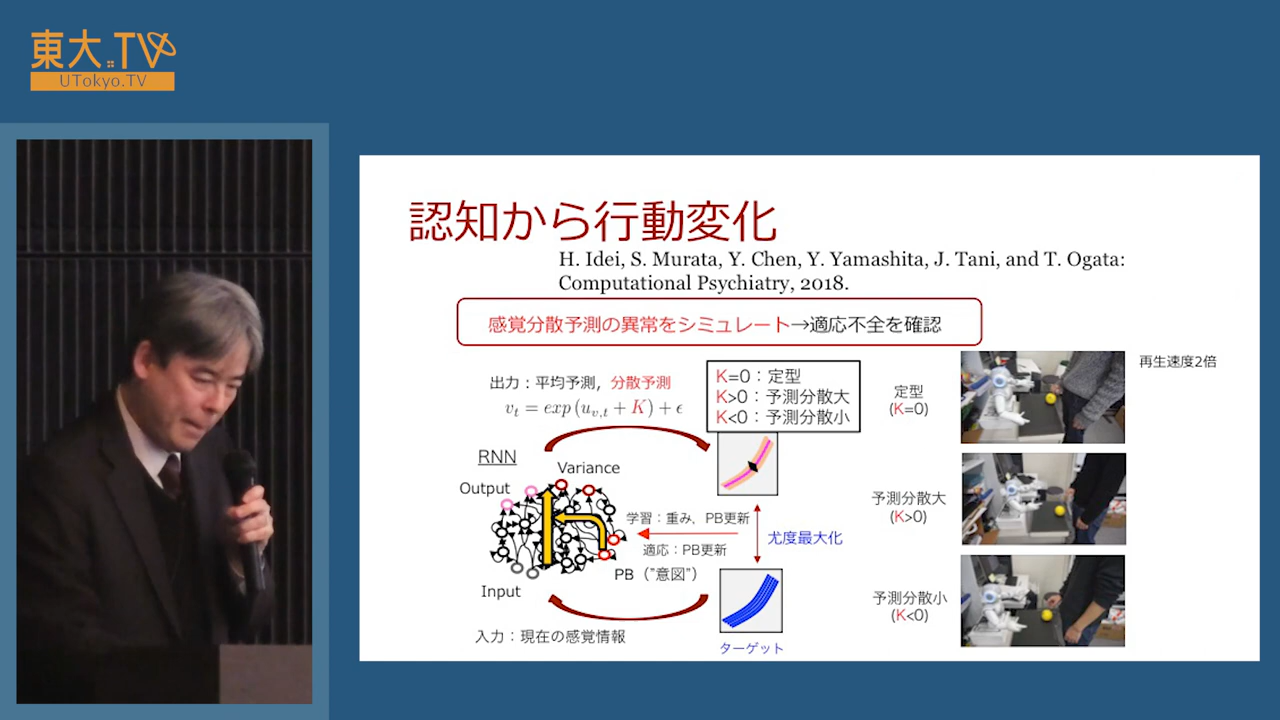 東大.TV
UTokyo.TV
認知から行動変化
H. Idei, S. Murata, Y. Chen, Y. Yamashita, J. Tani, and T. Ogata:
Computational Psychiatry, 2018.
感覚分散予測の異常をシミュレート→適応不全を確認
出力：平均予測，分散予測
v_t = exp(u_{v,t} + K) + ϵ
K=0：定型
K>0：予測分散大
K<0：予測分散小
RNN
Variance
Output
学習：重み、PB更新
適応：PB更新
尤度最大化
PB（"意図"）
Input
入力：現在の感覚情報
ターゲット
再生速度2倍
定型
(K=0)
予測分散大
(K>0)
予測分散小
(K<0)